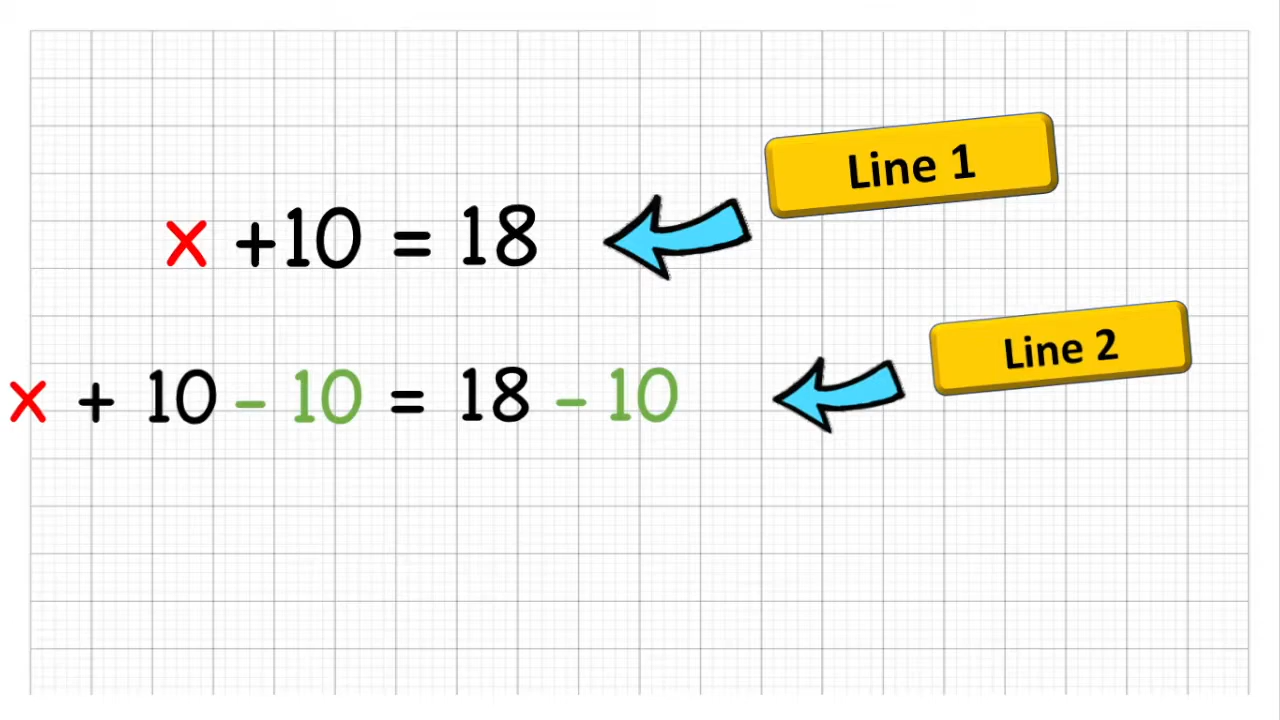 Line 1
x +10 = 18
Line 2
x + 10 – 10 = 18 – 10